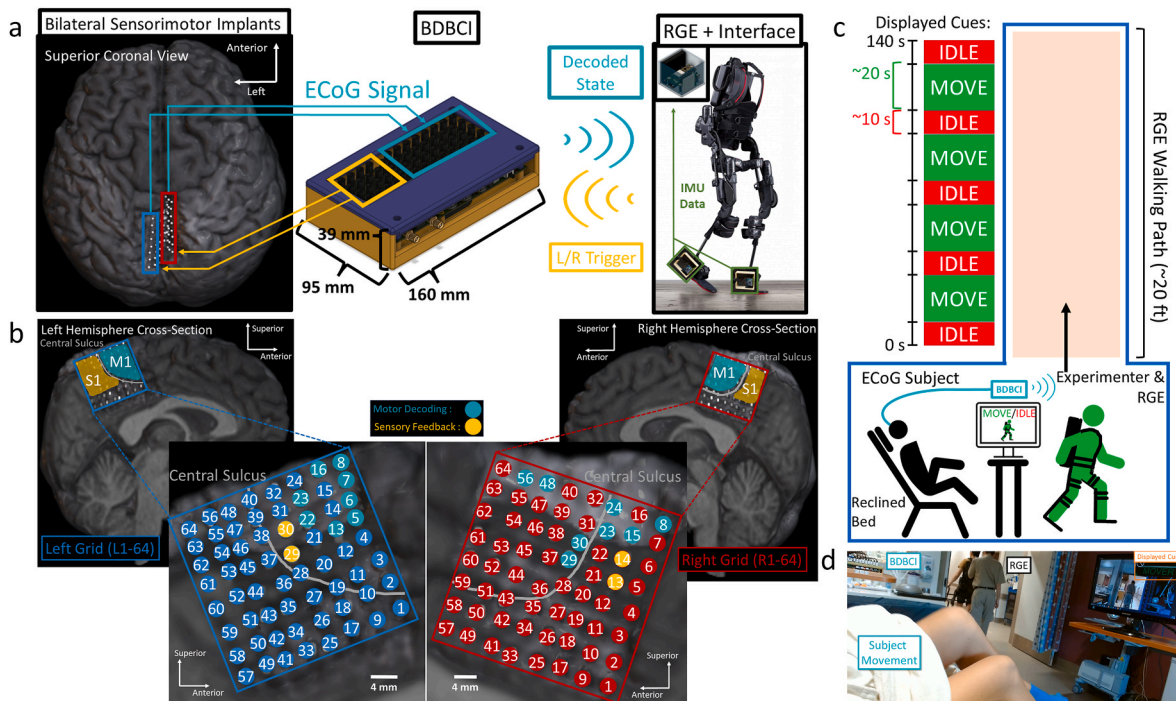 a
Bilateral Sensorimotor Implants
Superior Coronal View
Anterior
Left
BDBCI
ECoG Signal
39 mm
95 mm
160 mm
Decoded
State
L/R Trigger
RGE + Interface
IMU
Data
b
Left Hemisphere Cross-Section
Central Sulcus
Superior
Anterior
M1
S1
Right Hemisphere Cross-Section
Superior
Anterior
Central Sulcus
M1
S1
Motor Decoding :
Sensory Feedback :
Central Sulcus
8
16
7
24
15
32
6
23
40
14
31
5
48
22
39
13
56
30
47
21
38
4
64
55
46
29
12
63
54
37
20
3
62
45
28
11
53
36
19
2
61
52
44
27
10
60
35
18
1
51
43
26
9
59
42
34
17
50
33
25
58
41
49
57
Left Grid (L1-64)
Superior
Anterior
4 mm
Central Sulcus
64
56
48
63
40
32
55
47
24
62
39
16
31
8
54
46
23
15
61
38
30
7
53
22
14
45
37
29
6
60
52
21
13
44
36
28
5
59
51
20
12
43
35
27
4
58
50
19
11
42
34
26
3
57
49
18
10
41
33
2
25
17
9
1
Right Grid (R1-64)
Superior
Anterior
4 mm
c
Displayed Cues:
140 s
~20 s
~10 s
0 s
IDLE
MOVE
IDLE
MOVE
IDLE
MOVE
IDLE
MOVE
IDLE
RGE Walking Path (~20 ft)
ECoG Subject
BDBCI
Experimenter &
RGE
MOVE/IDLE
Reclined
Bed
d
BDBCI
RGE
Displayed Cu
Subject
Movement